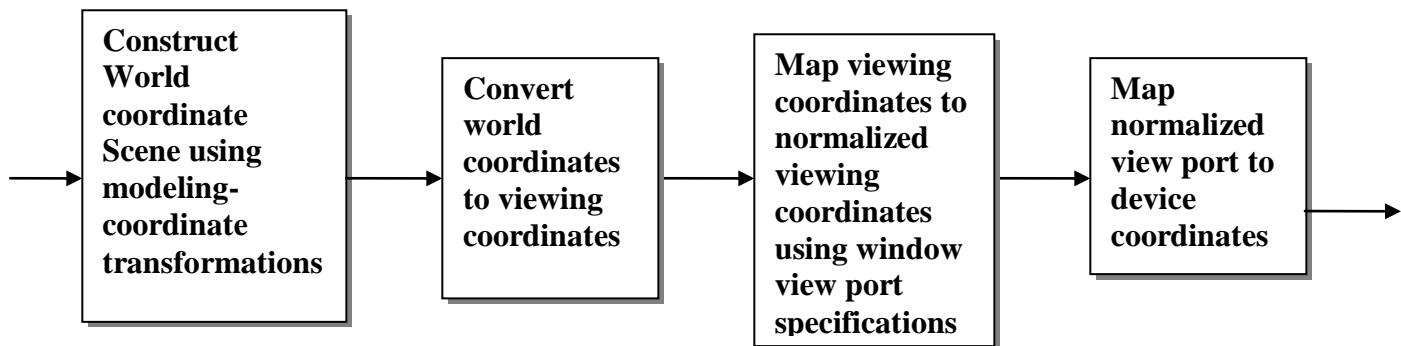 Construct
World
coordinate
Scene using
modeling-
coordinate
transformations
Convert
world
coordinates
to viewing
coordinates
Map viewing
coordinates to
normalized
viewing
coordinates
using window
view port
specifications
Map
normalized
view port to
device
coordinates